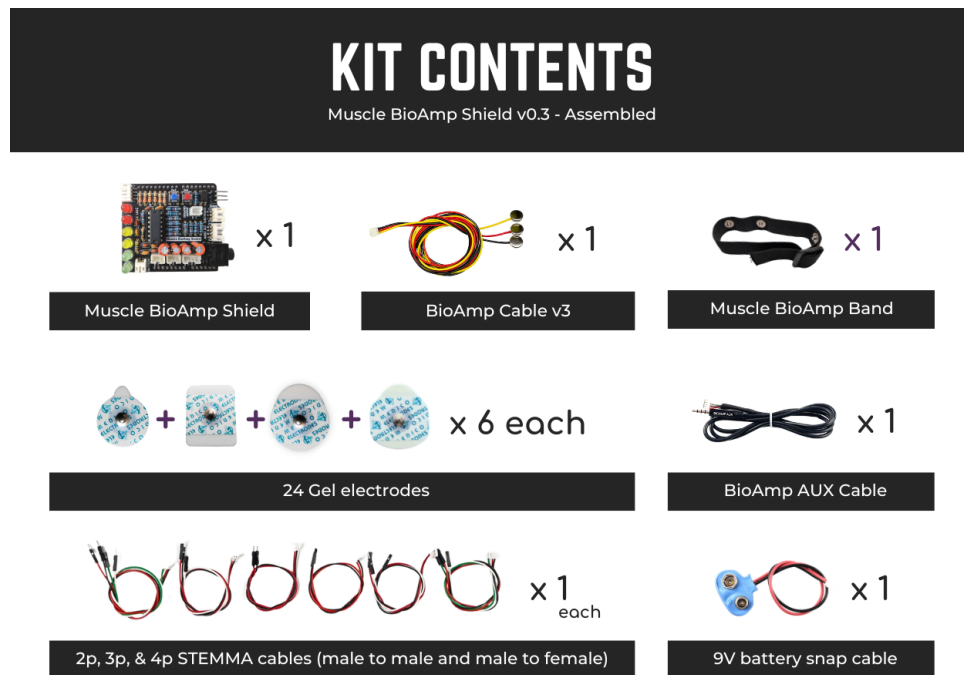 KIT CONTENTS
Muscle BioAmp Shield v0.3 - Assembled
x 1
x 1
x 1
Muscle BioAmp Shield
BioAmp Cable v3
Muscle BioAmp Band
+
+
+
x 6 each
x 1
24 Gel electrodes
BioAmp AUX Cable
x 1
each
x 1
2p, 3p, & 4p STEMMA cables (male to male and male to female)
9V battery snap cable